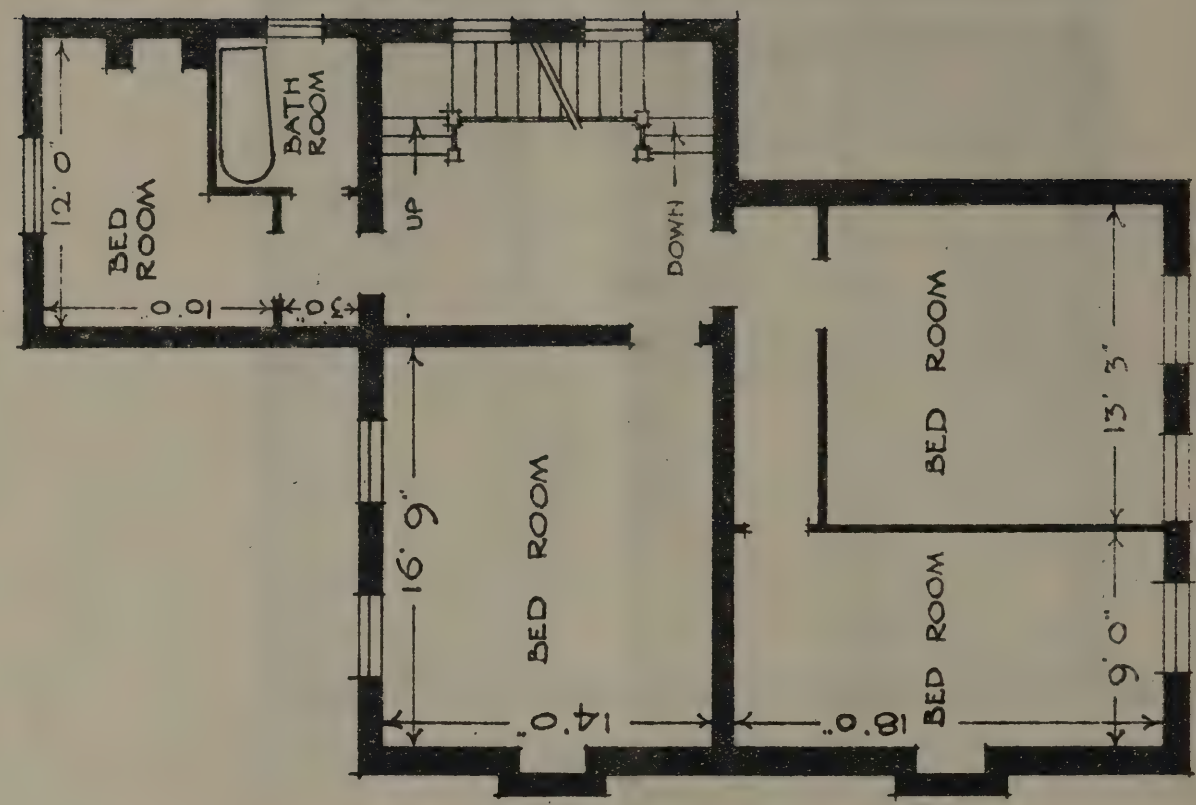 BED
ROOM
12' 0"
10' 0
3' 0"
BATH
ROOM
UP
DOWN
BED ROOM
16' 9"
14' 0"
BED ROOM
13' 3"
BED ROOM
9' 0"
18' 0"